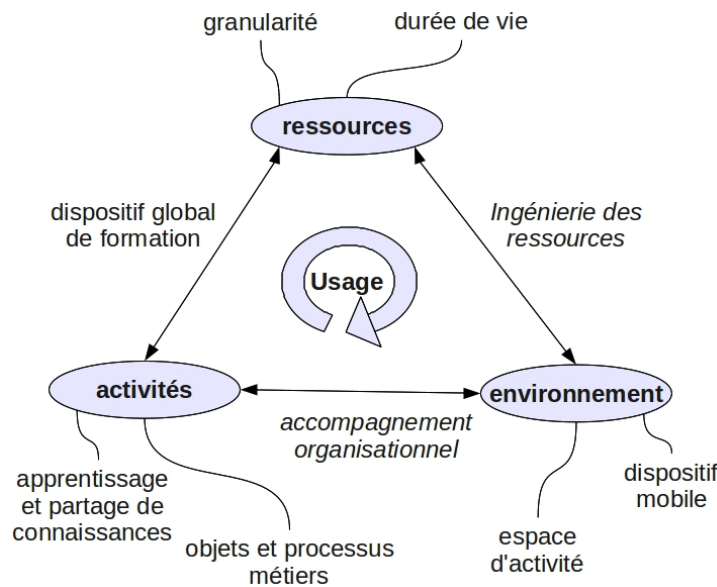 granularité
durée de vie
ressources
dispositif global
de formation
Ingénierie des
ressources
Usage
activités
environnement
accompagnement
organisationnel
apprentissage
et partage de
connaissances
objets et processus
métiers
espace
d'activité
dispositif
mobile